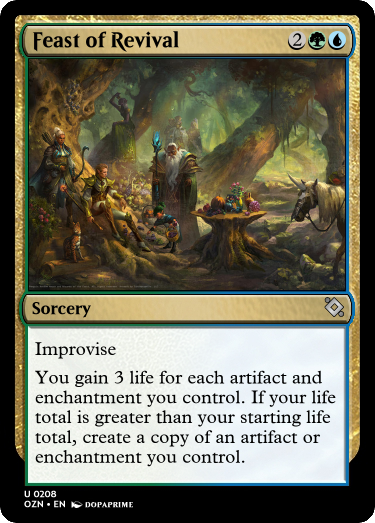 Feast of Revival 2
Sorcery
Improvise
You gain 3 life for each artifact and
enchantment you control. If your life
total is greater than your starting life
total, create a copy of an artifact or
enchantment you control.
U 0208
OZN • EN DOPAPRIME